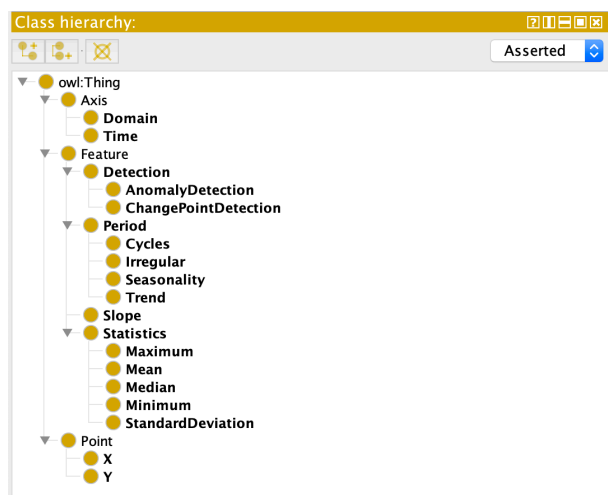 Class hierarchy:
Asserted
owl:Thing
Axis
Domain
Time
Feature
Detection
AnomalyDetection
ChangePointDetection
Period
Cycles
Irregular
Seasonality
Trend
Slope
Statistics
Maximum
Mean
Median
Minimum
StandardDeviation
Point
X
Y